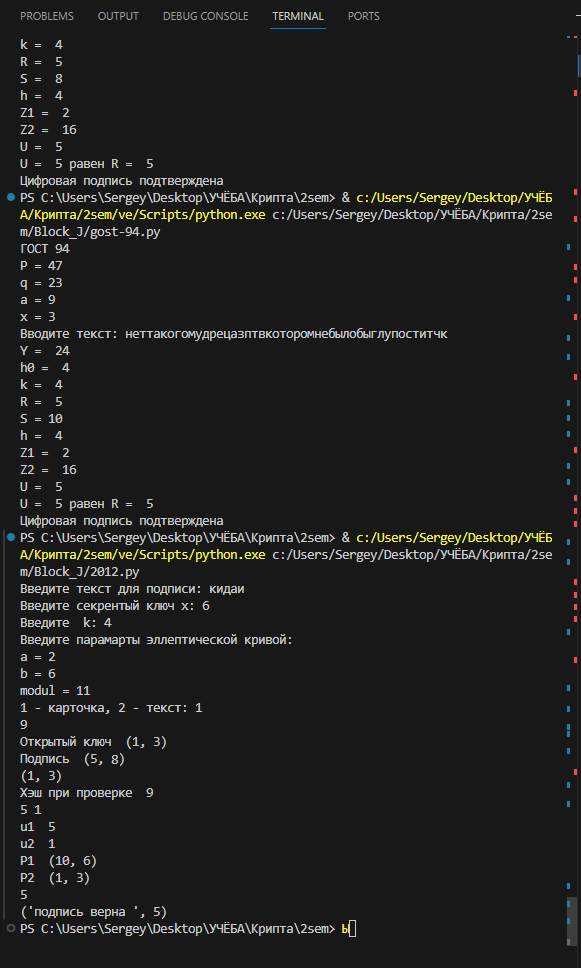 PROBLEMS OUTPUT DEBUG CONSOLE TERMINAL PORTS
k =  4
R =  5
S =  8
h =  4
Z1 =  2
Z2 =  16
U =  5
U =  5 равен R =  5
Цифровая подпись подтверждена
PS C:\Users\Sergey\Desktop\УЧЁБА\Крипта\2sem> & c:/Users/Sergey/Desktop/УЧЁБ
А/Крипта/2sem/ve/Scripts/python.exe c:/Users/Sergey/Desktop/УЧЁБА/Крипта/2se
m/Block_J/gost-94.py
ГОСТ 94
P = 47
q = 23
a = 9
x = 3
Вводите текст: неттакогомудрецазптвкоторомнебылобыглупоститчк
Y =  24
h0 =  4
k =  4
R =  5
S = 10
h =  4
Z1 =  2
Z2 =  16
U =  5
U =  5 равен R =  5
Цифровая подпись подтверждена
PS C:\Users\Sergey\Desktop\УЧЁБА\Крипта\2sem> & c:/Users/Sergey/Desktop/УЧЁБ
А/Крипта/2sem/ve/Scripts/python.exe c:/Users/Sergey/Desktop/УЧЁБА/Крипта/2se
m/Block_J/2012.py
Введите текст для подписи: кидаи
Введите секрентый ключ x: 6
Введите  k: 4
Введите парамарты эллептической кривой:
a = 2
b = 6
modul = 11
1 - карточка, 2 - текст: 1
9
Открытый ключ  (1, 3)
Подпись  (5, 8)
(1, 3)
Хэш при проверке  9
5 1
u1  5
u2  1
P1  (10, 6)
P2  (1, 3)
5
('подпись верна ', 5)
PS C:\Users\Sergey\Desktop\УЧЁБА\Крипта\2sem> ы